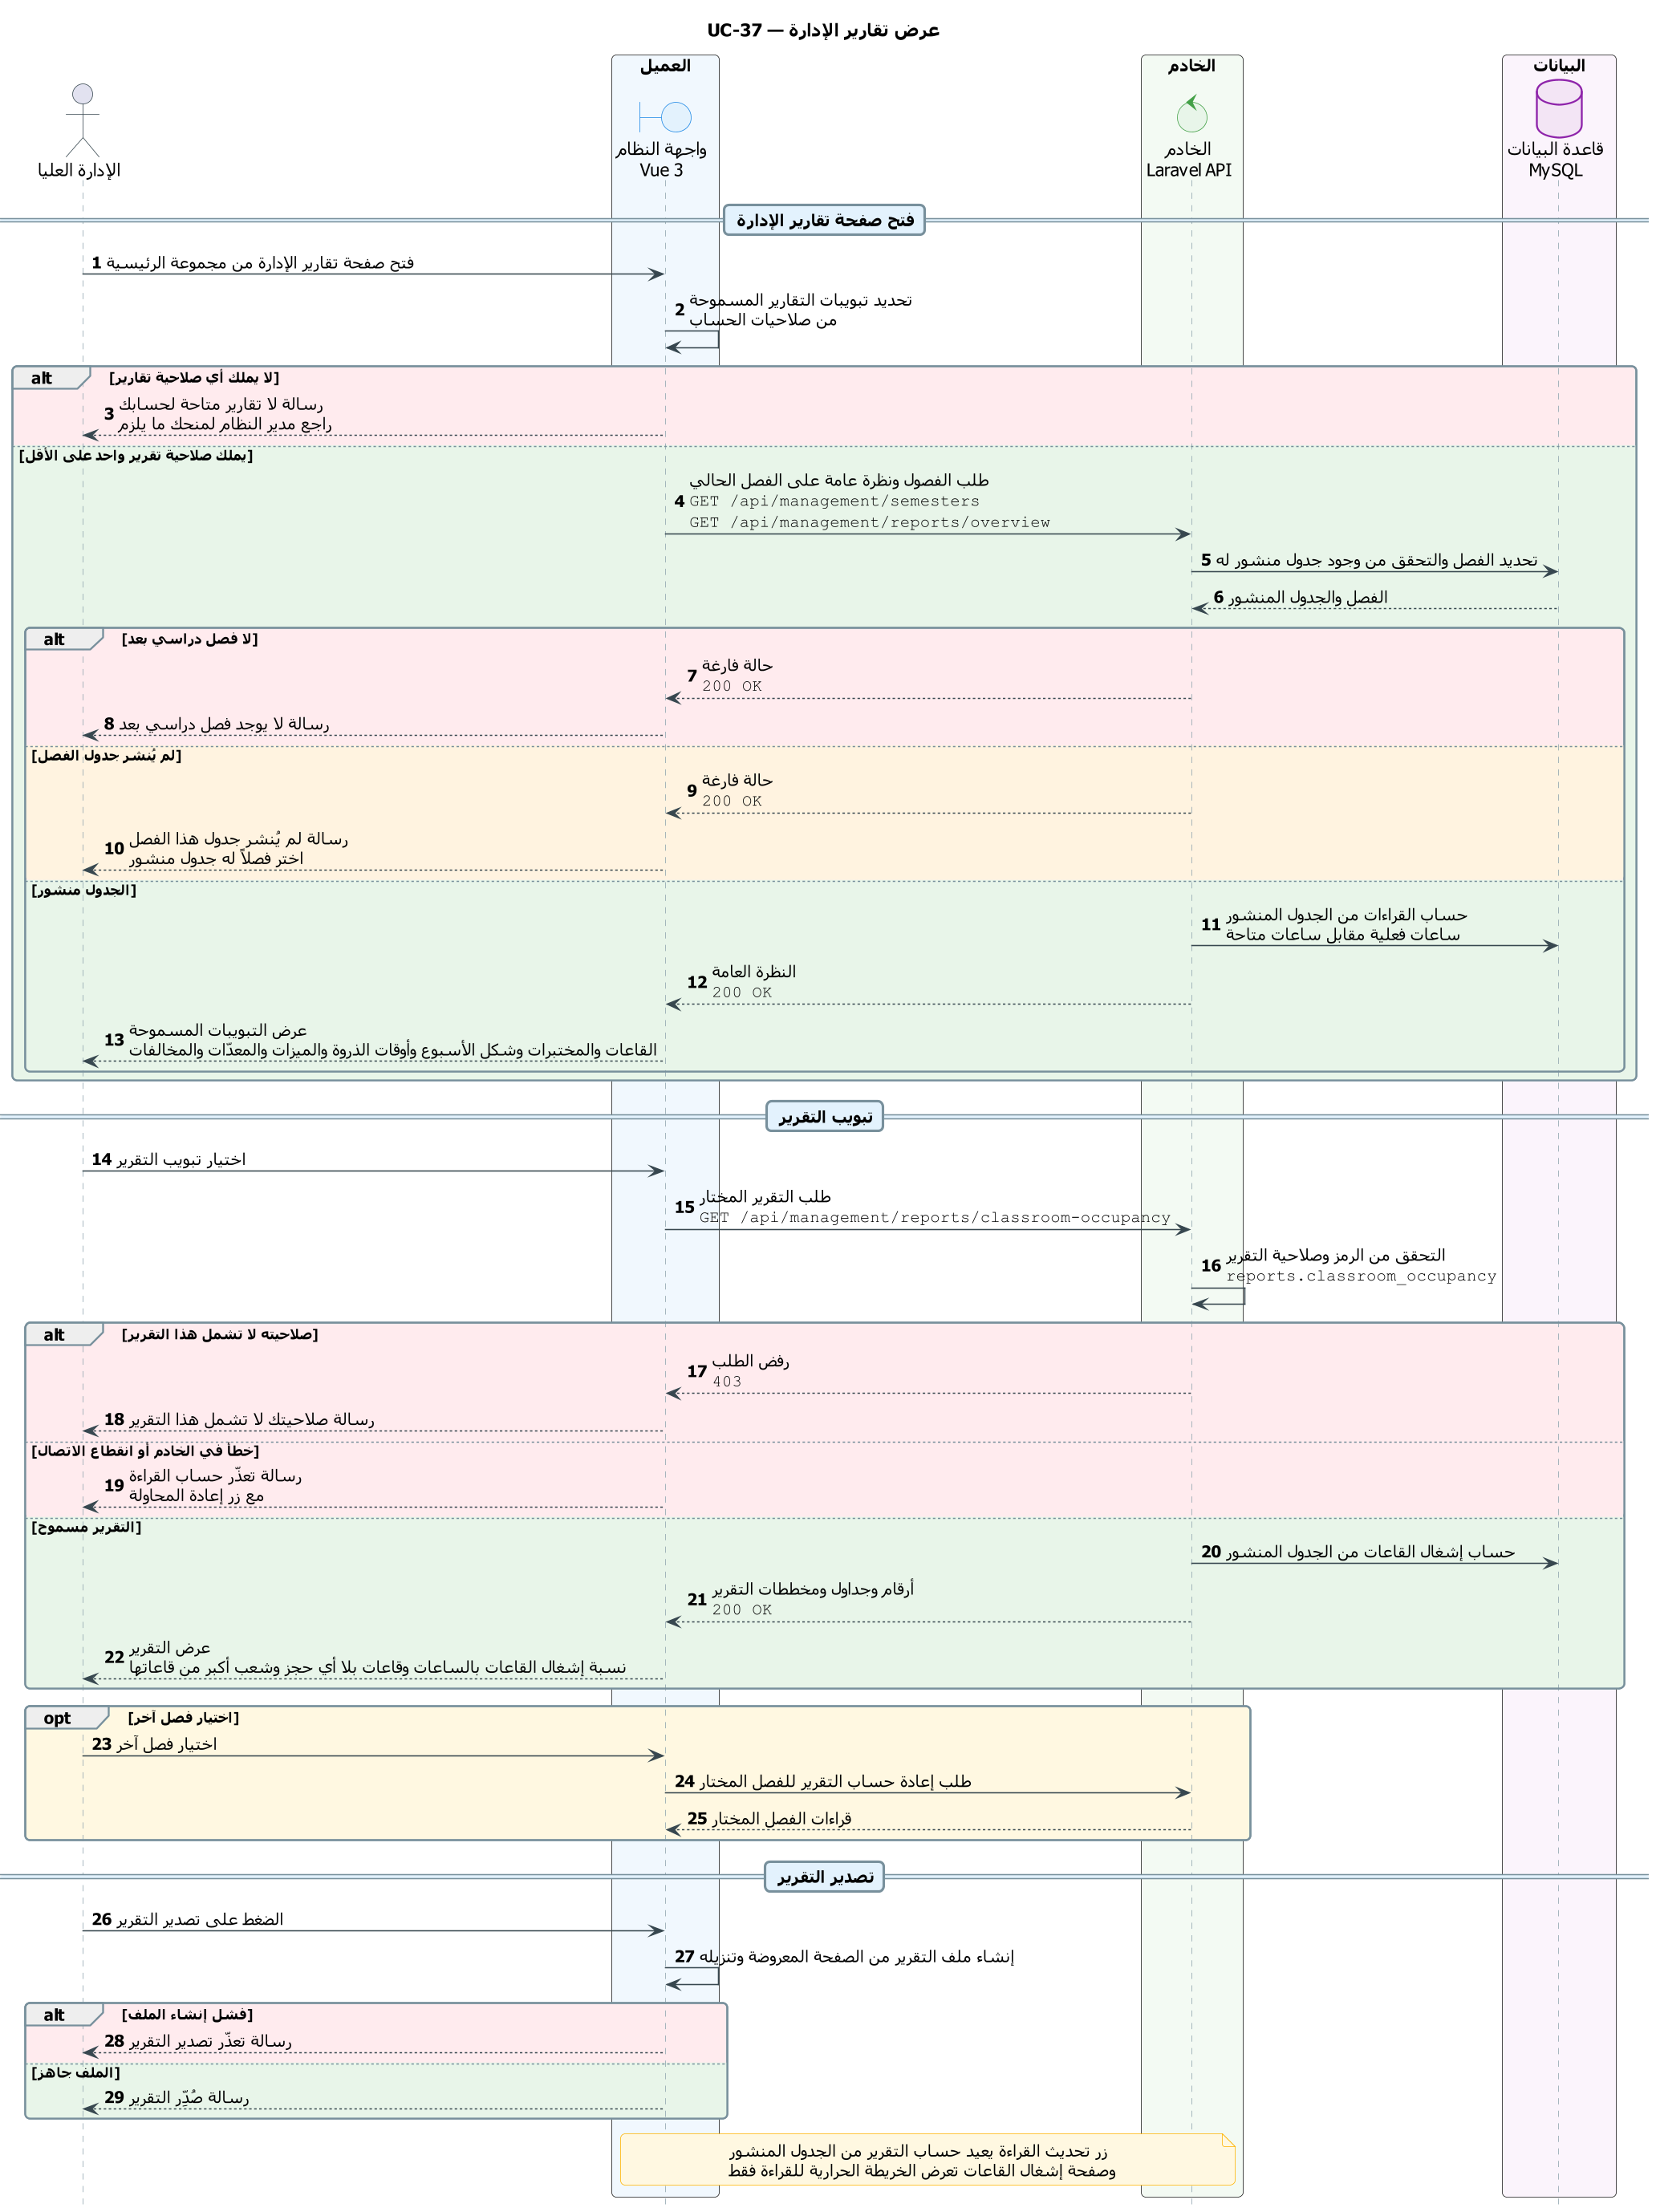 UC-37 — عرض تقارير الإدارة
العميل
الخادم
البيانات
الإدارة العليا
واجهة النظام
Vue 3
الخادم
Laravel API
قاعدة البيانات
MySQL
فتح صفحة تقارير الإدارة
1 فتح صفحة تقارير الإدارة من مجموعة الرئيسية
2 تحديد تبويبات التقارير المسموحة
من صلاحيات الحساب
alt [لا يملك أي صلاحية تقارير]
3 رسالة لا تقارير متاحة لحسابك
راجع مدير النظام لمنحك ما يلزم
[يملك صلاحية تقرير واحد على الأقل]
4 طلب الفصول ونظرة عامة على الفصل الحالي
GET /api/management/semesters
GET /api/management/reports/overview
5 تحديد الفصل والتحقق من وجود جدول منشور له
6 الفصل والجدول المنشور
alt [لا فصل دراسي بعد]
7 حالة فارغة
200 OK
8 رسالة لا يوجد فصل دراسي بعد
[لم يُنشر جدول الفصل]
9 حالة فارغة
200 OK
10 رسالة لم يُنشر جدول هذا الفصل
اختر فصلاً له جدول منشور
[الجدول منشور]
11 حساب القراءات من الجدول المنشور
ساعات فعلية مقابل ساعات متاحة
12 النظرة العامة
200 OK
13 عرض التبويبات المسموحة
القاعات والمختبرات وشكل الأسبوع وأوقات الذروة والميزات والمعدّات والمخالفات
تبويب التقرير
14 اختيار تبويب التقرير
15 طلب التقرير المختار
GET /api/management/reports/classroom-occupancy
16 التحقق من الرمز وصلاحية التقرير
reports.classroom_occupancy
alt [صلاحيته لا تشمل هذا التقرير]
17 رفض الطلب
403
18 رسالة صلاحيتك لا تشمل هذا التقرير
[خطأ في الخادم أو انقطاع الاتصال]
19 رسالة تعذّر حساب القراءة
مع زر إعادة المحاولة
[التقرير مسموح]
20 حساب إشغال القاعات من الجدول المنشور
21 أرقام وجداول ومخططات التقرير
200 OK
22 عرض التقرير
نسبة إشغال القاعات بالساعات وقاعات بلا أي حجز وشعب أكبر من قاعاتها
opt [اختيار فصل آخر]
23 اختيار فصل آخر
24 طلب إعادة حساب التقرير للفصل المختار
25 قراءات الفصل المختار
تصدير التقرير
26 الضغط على تصدير التقرير
27 إنشاء ملف التقرير من الصفحة المعروضة وتنزيله
alt [فشل إنشاء الملف]
28 رسالة تعذّر تصدير التقرير
[الملف جاهز]
29 رسالة صُدِّر التقرير
زر تحديث القراءة يعيد حساب التقرير من الجدول المنشور
وصفحة إشغال القاعات تعرض الخريطة الحرارية للقراءة فقط